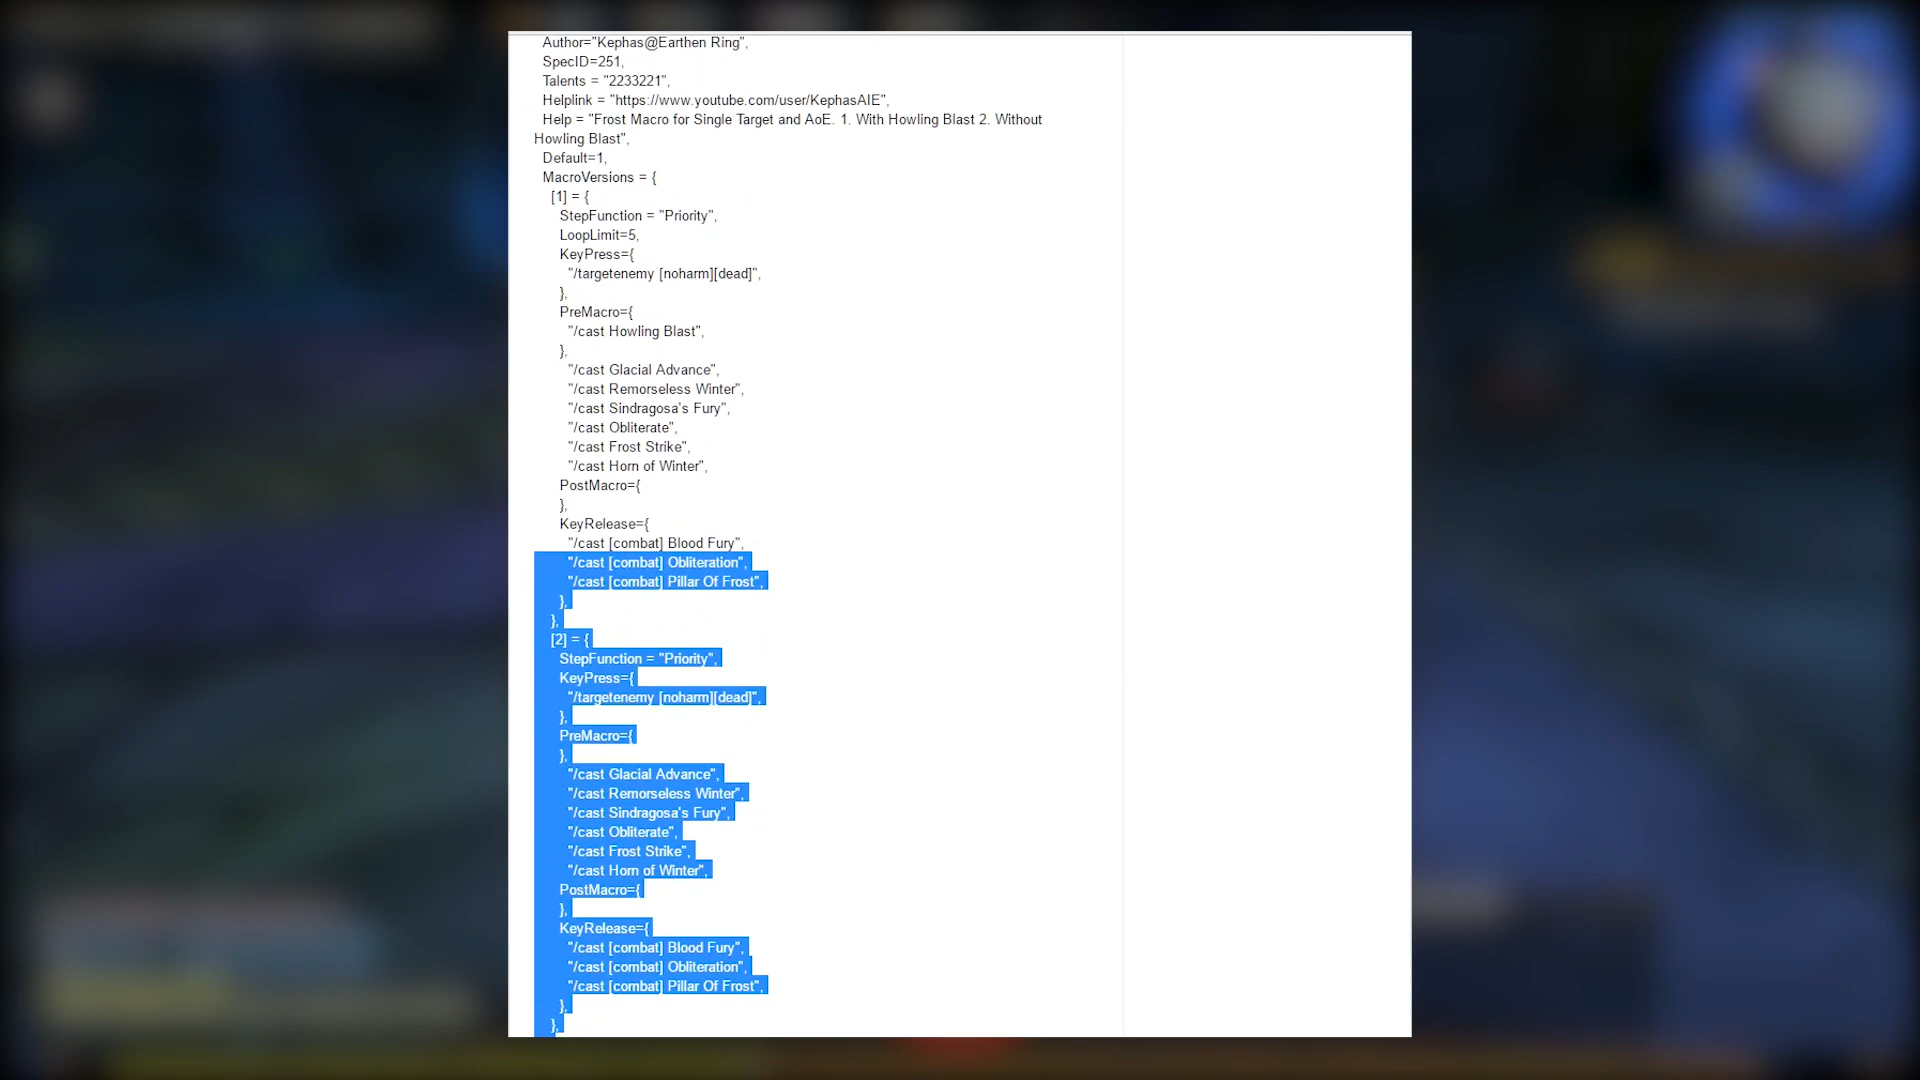 Author="Kephas@Earthen Ring",
SpecID=251,
Talents = "2233221",
Helplink = "https://www.youtube.com/user/KephasAIE",
Help = "Frost Macro for Single Target and AoE. 1. With Howling Blast 2. Without
Howling Blast",
Default=1,
MacroVersions = {
[1] = {
StepFunction = "Priority",
LoopLimit=5,
KeyPress={
"/targetenemy [noharm][dead]",
},
PreMacro={
"/cast Howling Blast",
},
"/cast Glacial Advance",
"/cast Remorseless Winter",
"/cast Sindragosa's Fury",
"/cast Obliterate",
"/cast Frost Strike",
"/cast Horn of Winter",
PostMacro={
},
KeyRelease={
"/cast [combat] Blood Fury",
"/cast [combat] Obliteration",
"/cast [combat] Pillar Of Frost",
},
},
[2] = {
StepFunction = "Priority",
KeyPress={
"/targetenemy [noharm][dead]",
},
PreMacro={
},
"/cast Glacial Advance",
"/cast Remorseless Winter",
"/cast Sindragosa's Fury",
"/cast Obliterate",
"/cast Frost Strike",
"/cast Horn of Winter",
PostMacro={
},
KeyRelease={
"/cast [combat] Blood Fury",
"/cast [combat] Obliteration",
"/cast [combat] Pillar Of Frost",
},
},